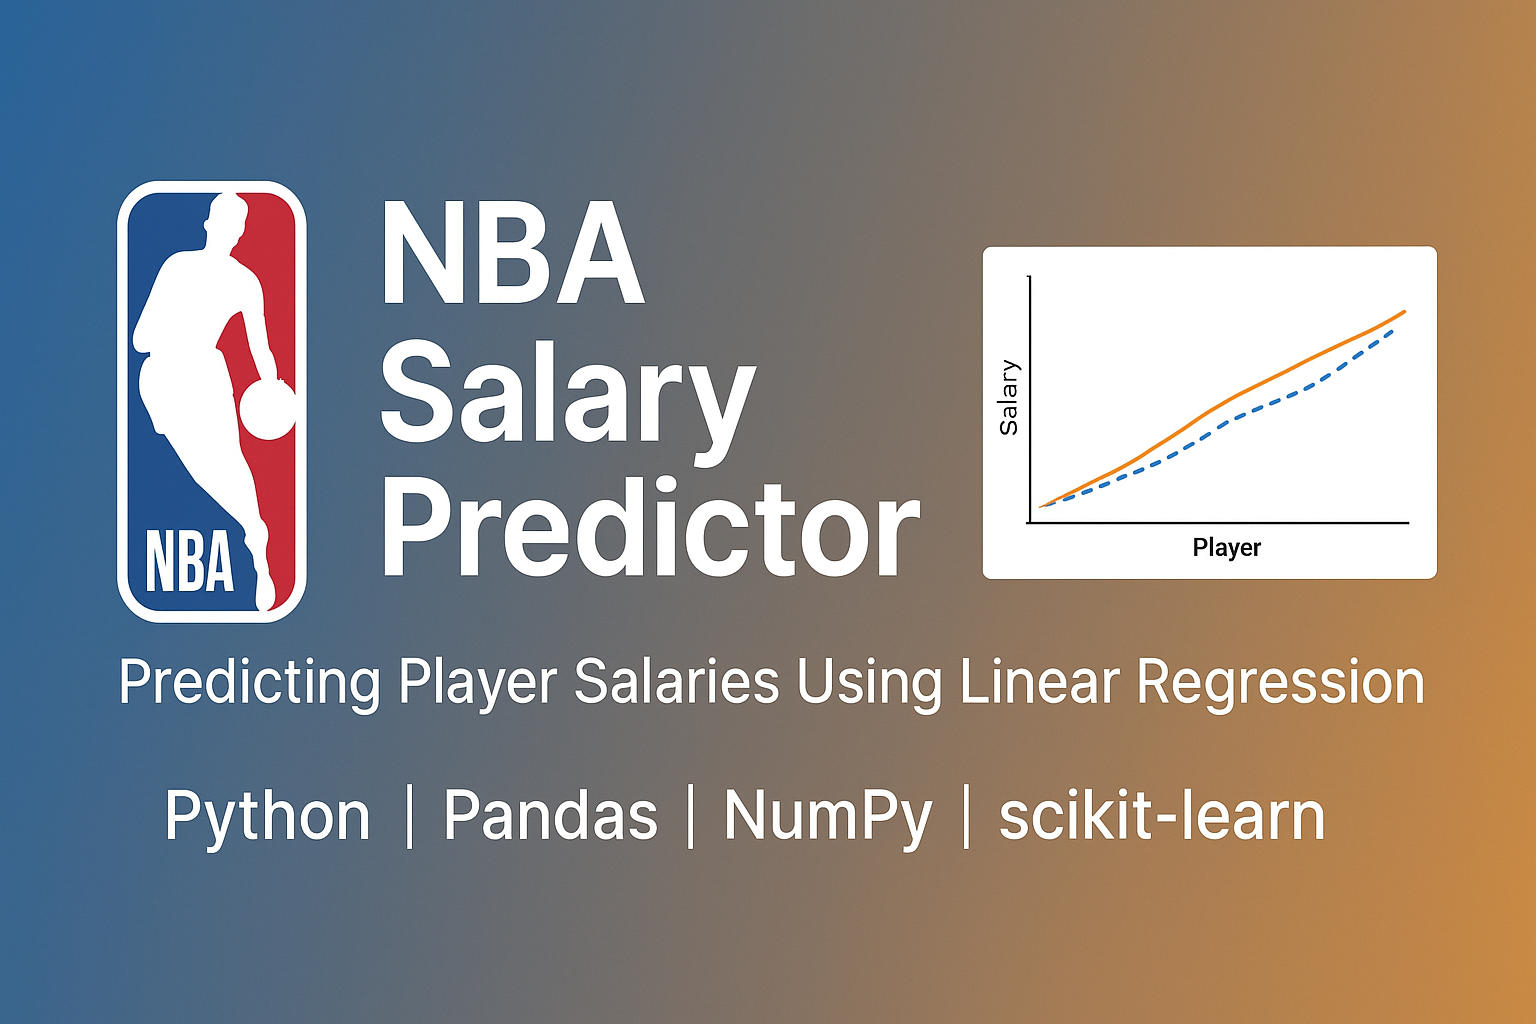 NBA
NBA
Salary
Predictor
Salary
Player
Predicting Player Salaries Using Linear Regression
Python | Pandas | NumPy | scikit-learn